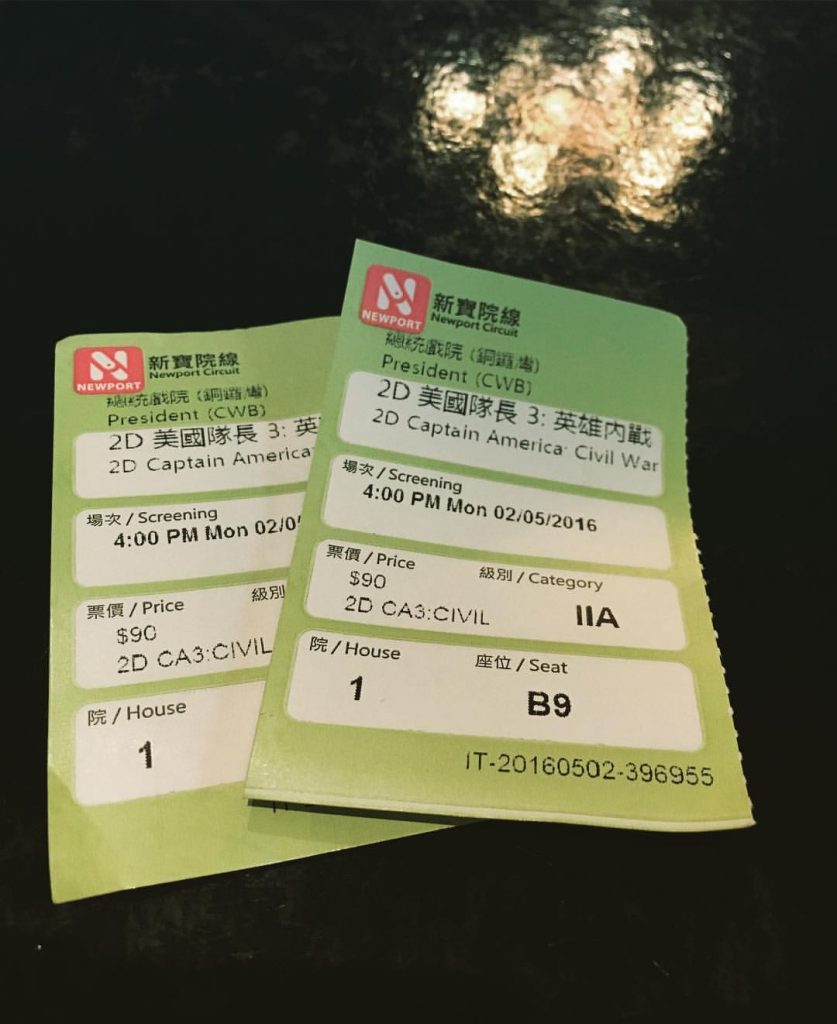 NEWPORT
新寶院線
Newport Circuit
總統戲院 (銅鑼灣)
President (CWB)
2D 美國隊長 3: 英
2D Captain America
場次 / Screening
4:00 PM Mon 02/05
票價 / Price
級別
$90
2D CA3:CIVIL
院 / House
1
NEWPORT
新寶院線
Newport Circuit
總統戲院 (銅鑼灣)
President (CWB)
2D 美國隊長 3: 英雄內戰
2D Captain America: Civil War
場次 / Screening
4:00 PM Mon 02/05/2016
票價 / Price
級別 / Category
$90
IIA
2D CA3:CIVIL
院 / House
座位 / Seat
1
B9
IT-20160502-396955